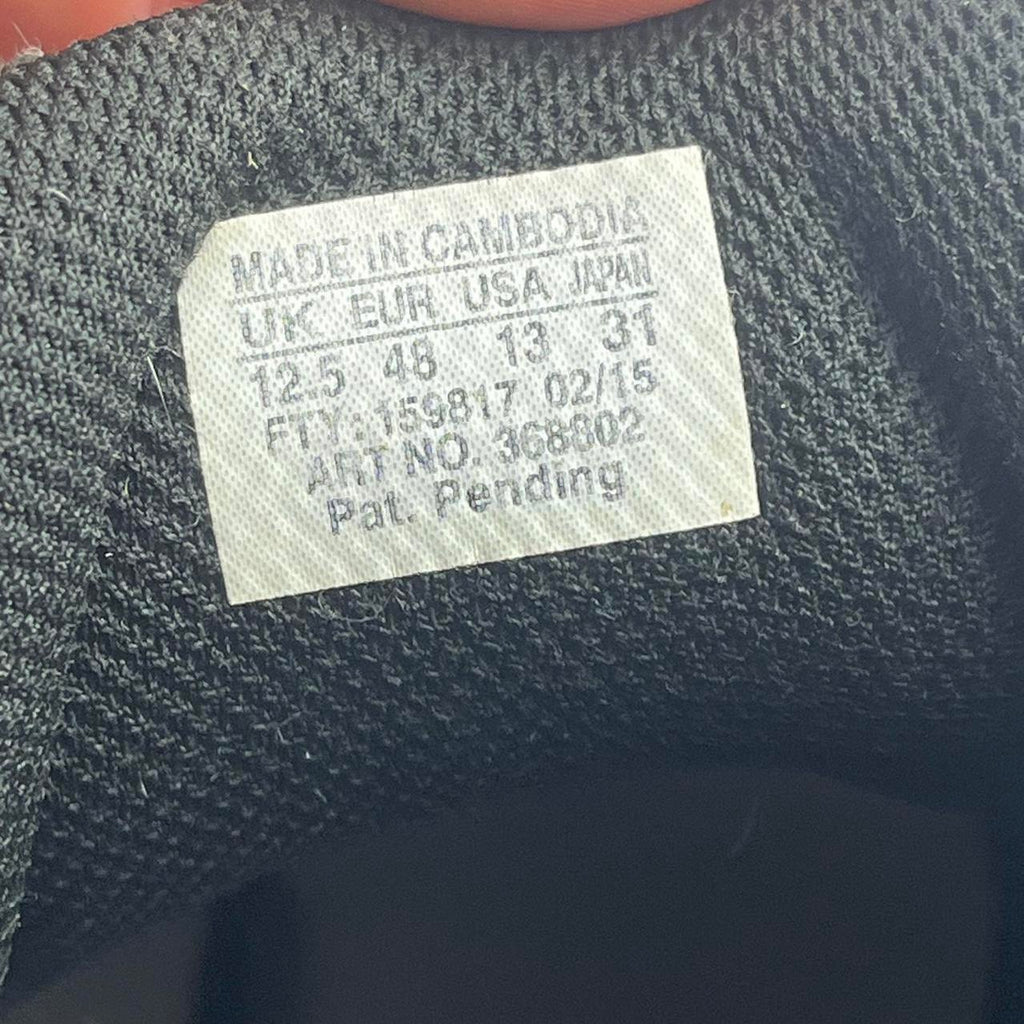 MADE IN CAMBODIA
UK EUR USA JAPAN
12.5 48 13 31
FTY: 159817 02/15
ART NO. 368802
Pat. Pending